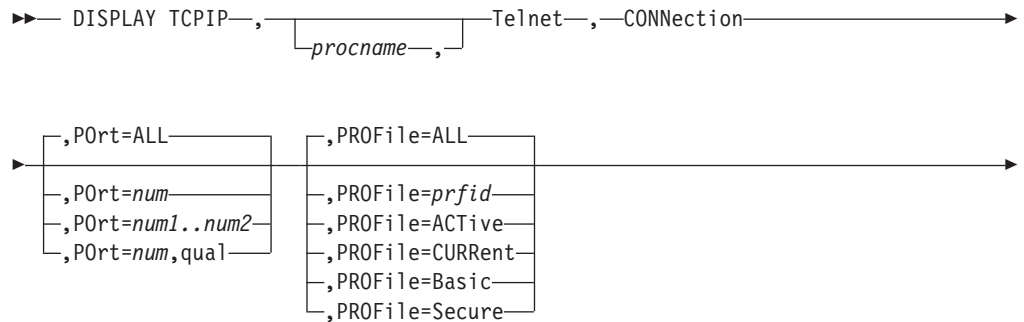 DISPLAY TCPIP , Telnet , CONNection
procname ,
,POrt=ALL ,PROFile=ALL
,POrt=num ,PROFile=prfid
,POrt=num1..num2 ,PROFile=ACTive
,POrt=num,qual ,PROFile=CURRent
,PROFile=Basic
,PROFile=Secure